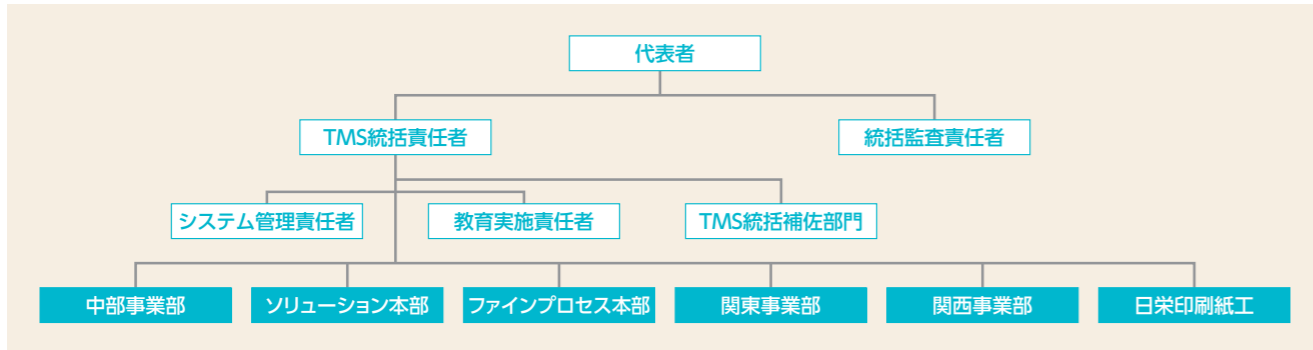 代表者
TMS統括責任者
統括監査責任者
システム管理責任者
教育実施責任者
TMS統括補佐部門
中部事業部
ソリューション本部
ファインプロセス本部
関東事業部
関西事業部
日栄印刷紙工